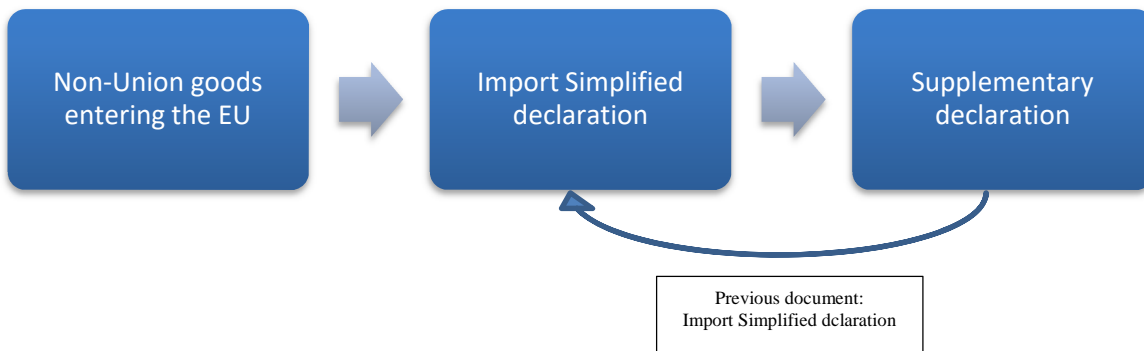 Non-Union goods
entering the EU
Import Simplified
declaration
Supplementary
declaration
Previous document:
Import Simplified dclaration